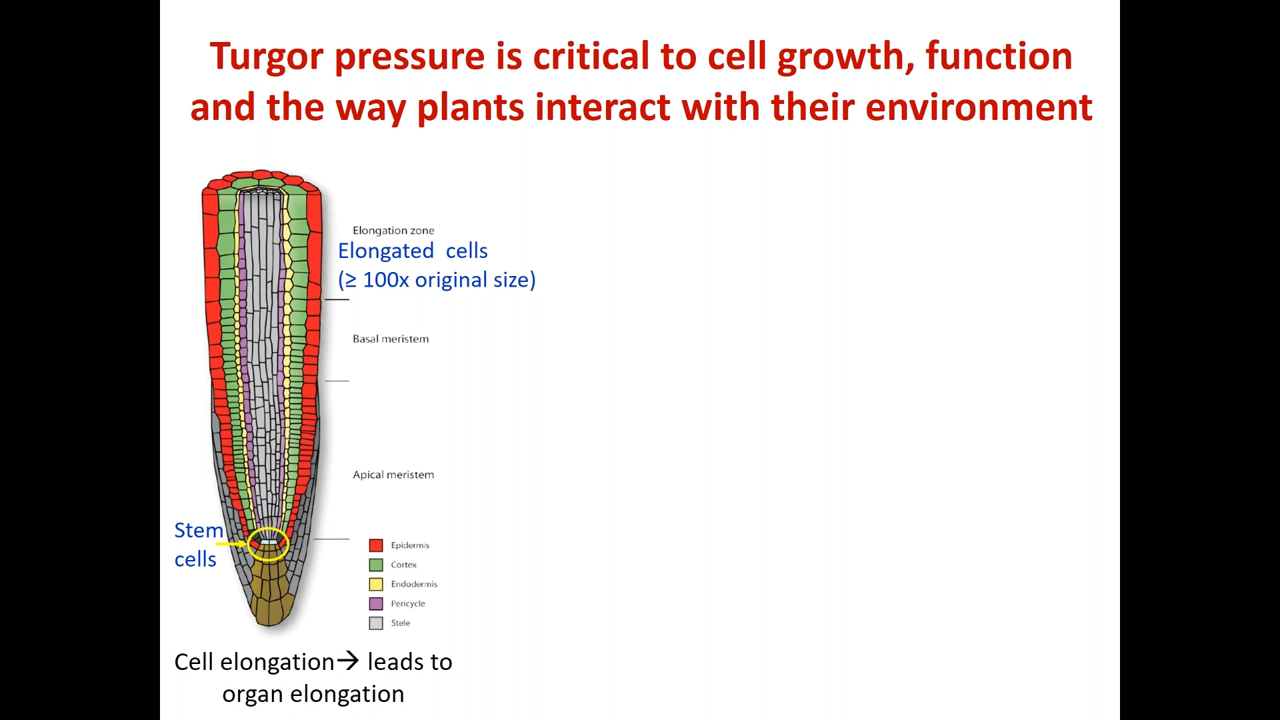 Turgor pressure is critical to cell growth, function
and the way plants interact with their environment
Elongation zone
Elongated cells
(≥ 100x original size)
Basal meristem
Apical meristem
Stem
cells
Epidermis
Cortex
Endodermis
Pericycle
Stele
Cell elongation→ leads to
organ elongation